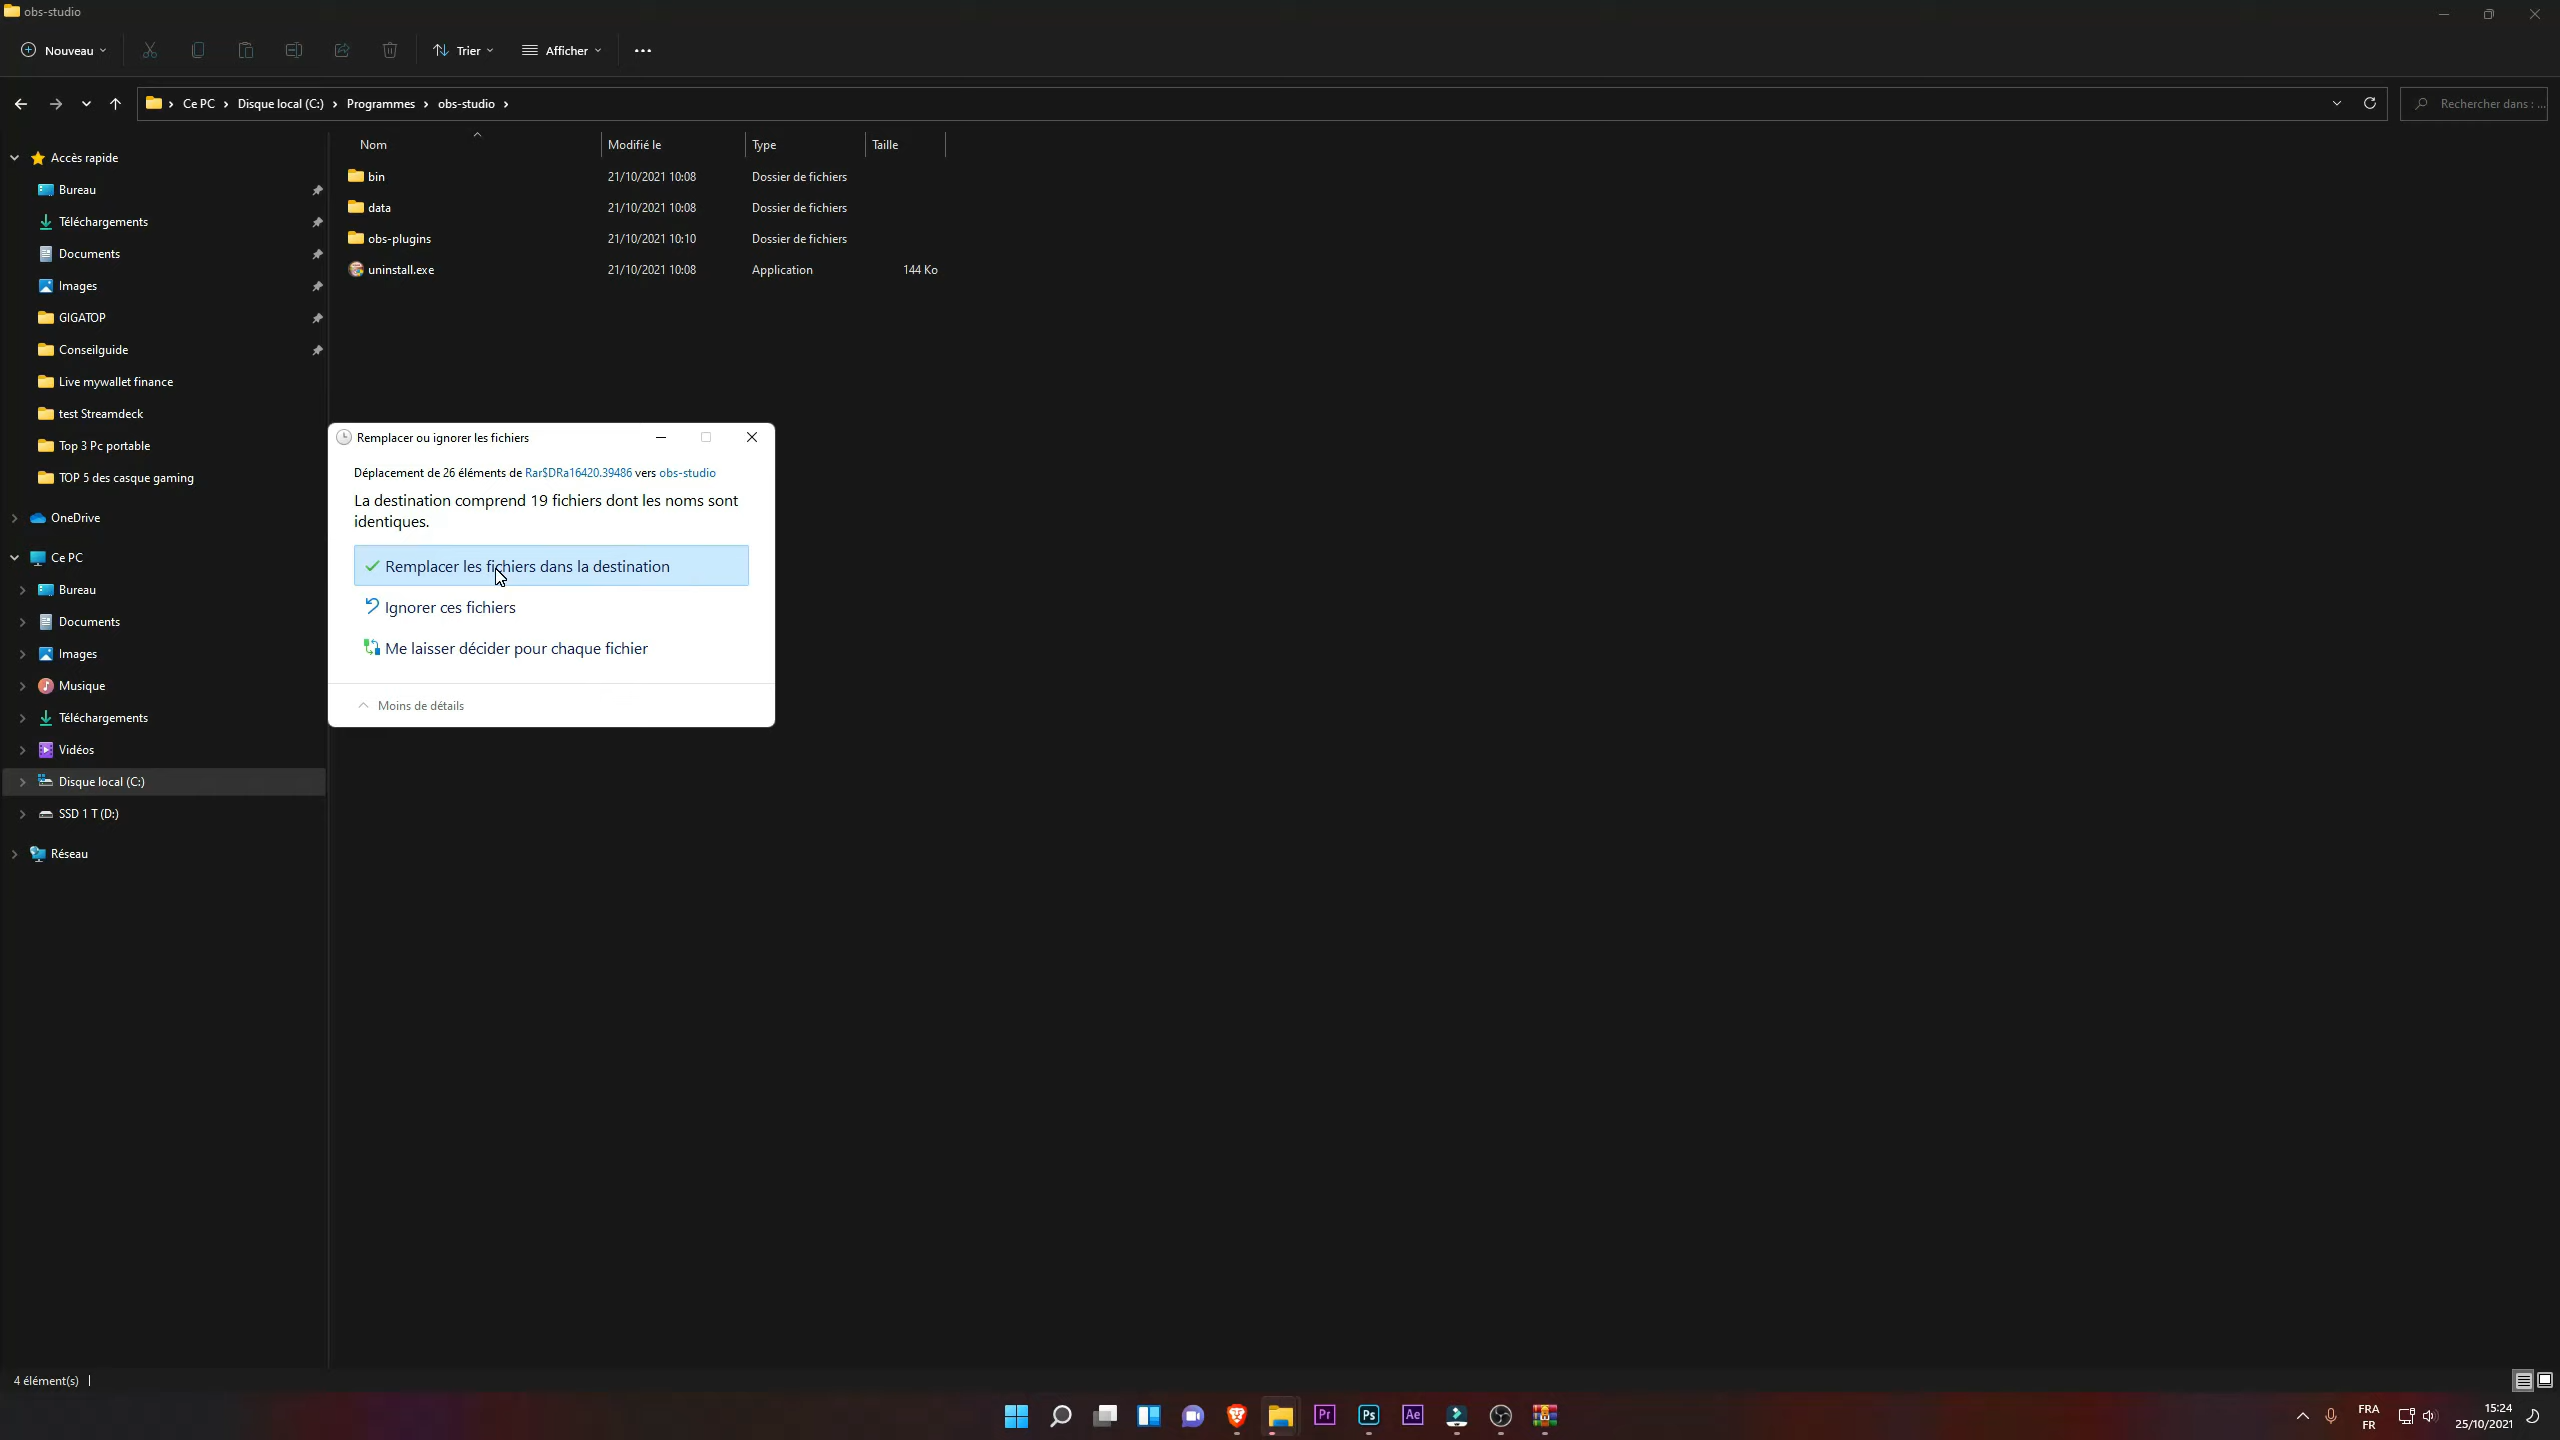 obs-studio
Nouveau
Trier
Afficher
Ce PC
Disque local (C:)
Programmes
obs-studio
Rechercher dans : ...
Nom
Modifié le
Type
Taille
bin
21/10/2021 10:08
Dossier de fichiers
data
21/10/2021 10:08
Dossier de fichiers
obs-plugins
21/10/2021 10:10
Dossier de fichiers
uninstall.exe
21/10/2021 10:08
Application
144 Ko
Accès rapide
Bureau
Téléchargements
Documents
Images
GIGATOP
Conseilguide
Live mywallet finance
test Streamdeck
Top 3 Pc portable
TOP 5 des casque gaming
OneDrive
Ce PC
Bureau
Documents
Images
Musique
Téléchargements
Vidéos
Disque local (C:)
SSD 1 T (D:)
Réseau
Remplacer ou ignorer les fichiers
Déplacement de 26 éléments de Rar$DRa16420.39486 vers obs-studio
La destination comprend 19 fichiers dont les noms sont
identiques.
Remplacer les fichiers dans la destination
Ignorer ces fichiers
Me laisser décider pour chaque fichier
Moins de détails
4 élément(s)
Pr
Ps
Ae
FRA
FR
15:24
25/10/2021